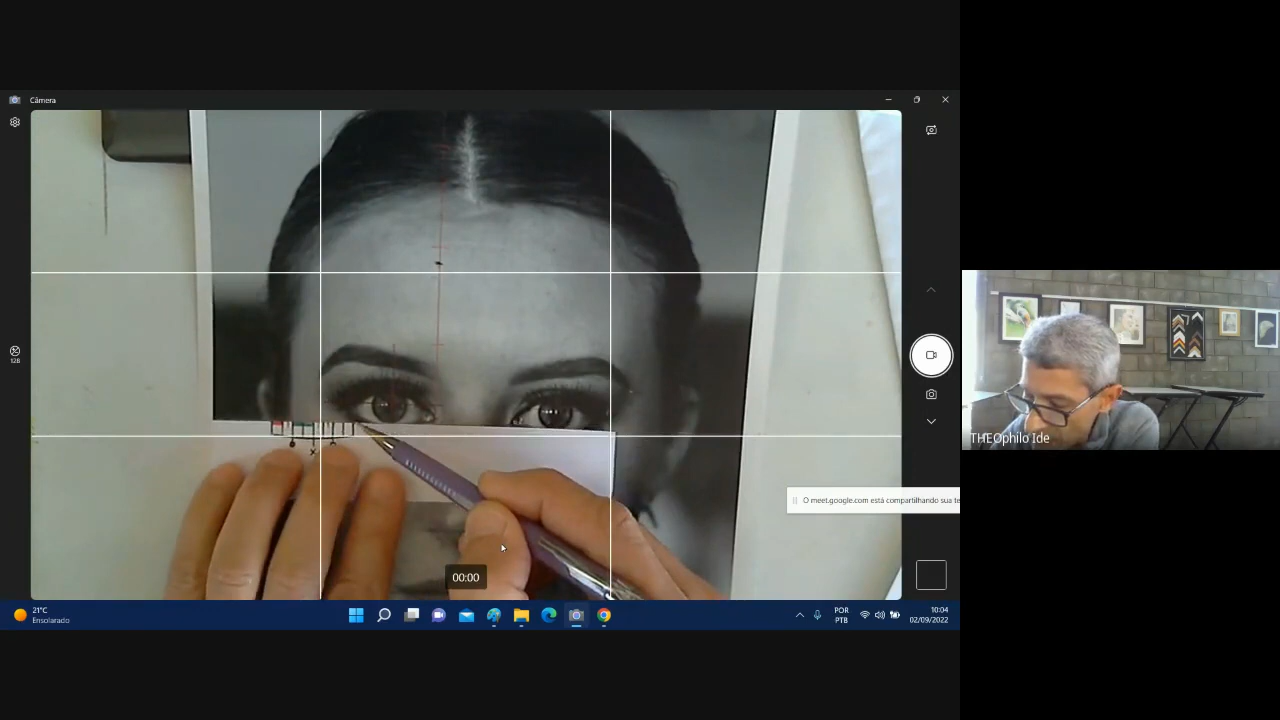 Câmera
128
THEOphilo Ide
O meet.google.com está compartilhando sua te
00:00
21°C
Ensolarado
POR
PTB
10:04
02/09/2022